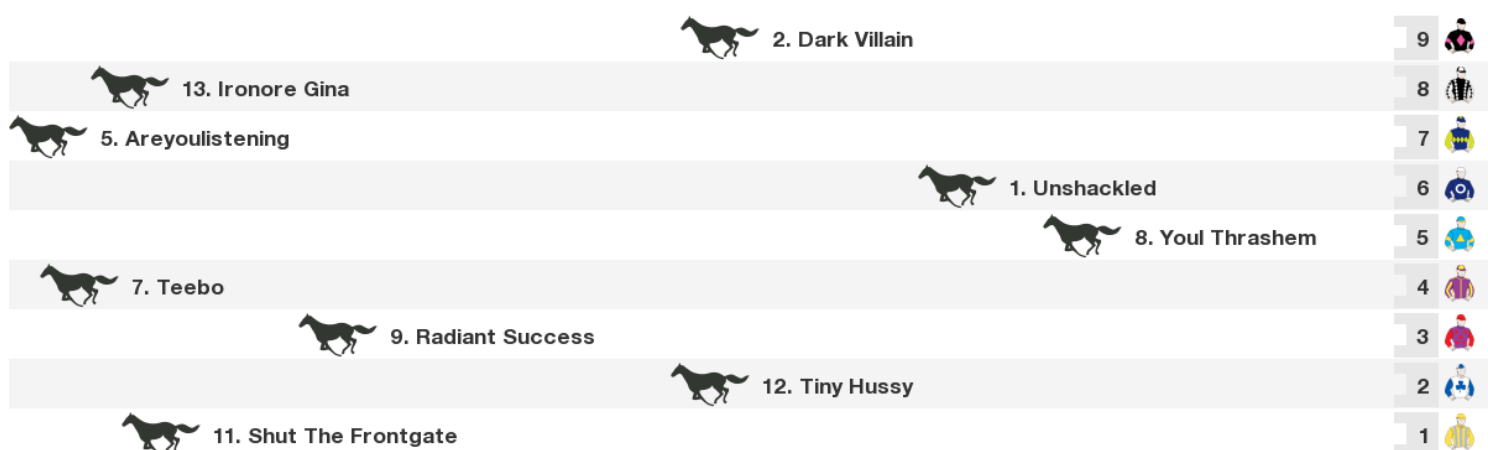 2. Dark Villain 9
13. Ironore Gina 8
5. Areyoulistening 7
1. Unshackled 6
8. Youl Thrashem 5
7. Teebo 4
9. Radiant Success 3
12. Tiny Hussy 2
11. Shut The Frontgate 1